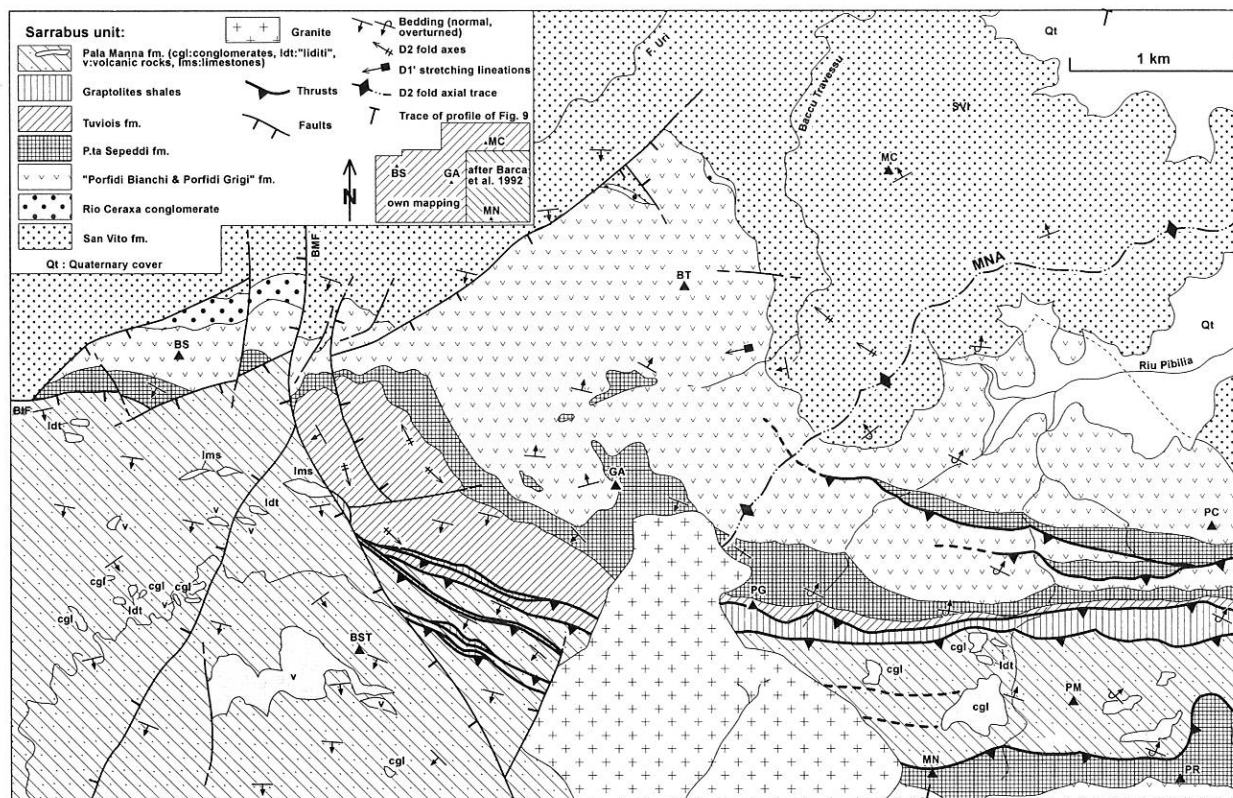 Sarrabus unit:
Pala Manna fm. (cgl:conglomerates, ldt:"liditi",
v:volcanic rocks, lms:limestones)
Graptolites shales
Tuviois fm.
P.ta Sepeddi fm.
"Porfidi Bianchi & Porfidi Grigi" fm.
Rio Ceraxa conglomerate
San Vito fm.
Qt : Quaternary cover
Granite
Thrusts
Faults
Bedding (normal,
overturned)
D2 fold axes
D1' stretching lineations
D2 fold axial trace
Trace of profile of Fig. 9
N
MC
BS
GA
after Barca
et al. 1992
own mapping
MN
F. Uri
Baccu Travessu
SVI
Qt
1 km
MC
BMF
MNA
BT
Qt
BS
Riu Pibilia
BIF
ldt
lms
lms
GA
ldt
v
v
PC
cgl
cgl
cgl
ldt
v
cgl
PG
BST
cgl
ldt
cgl
v
v
cgl
PM
cgl
MN
PR